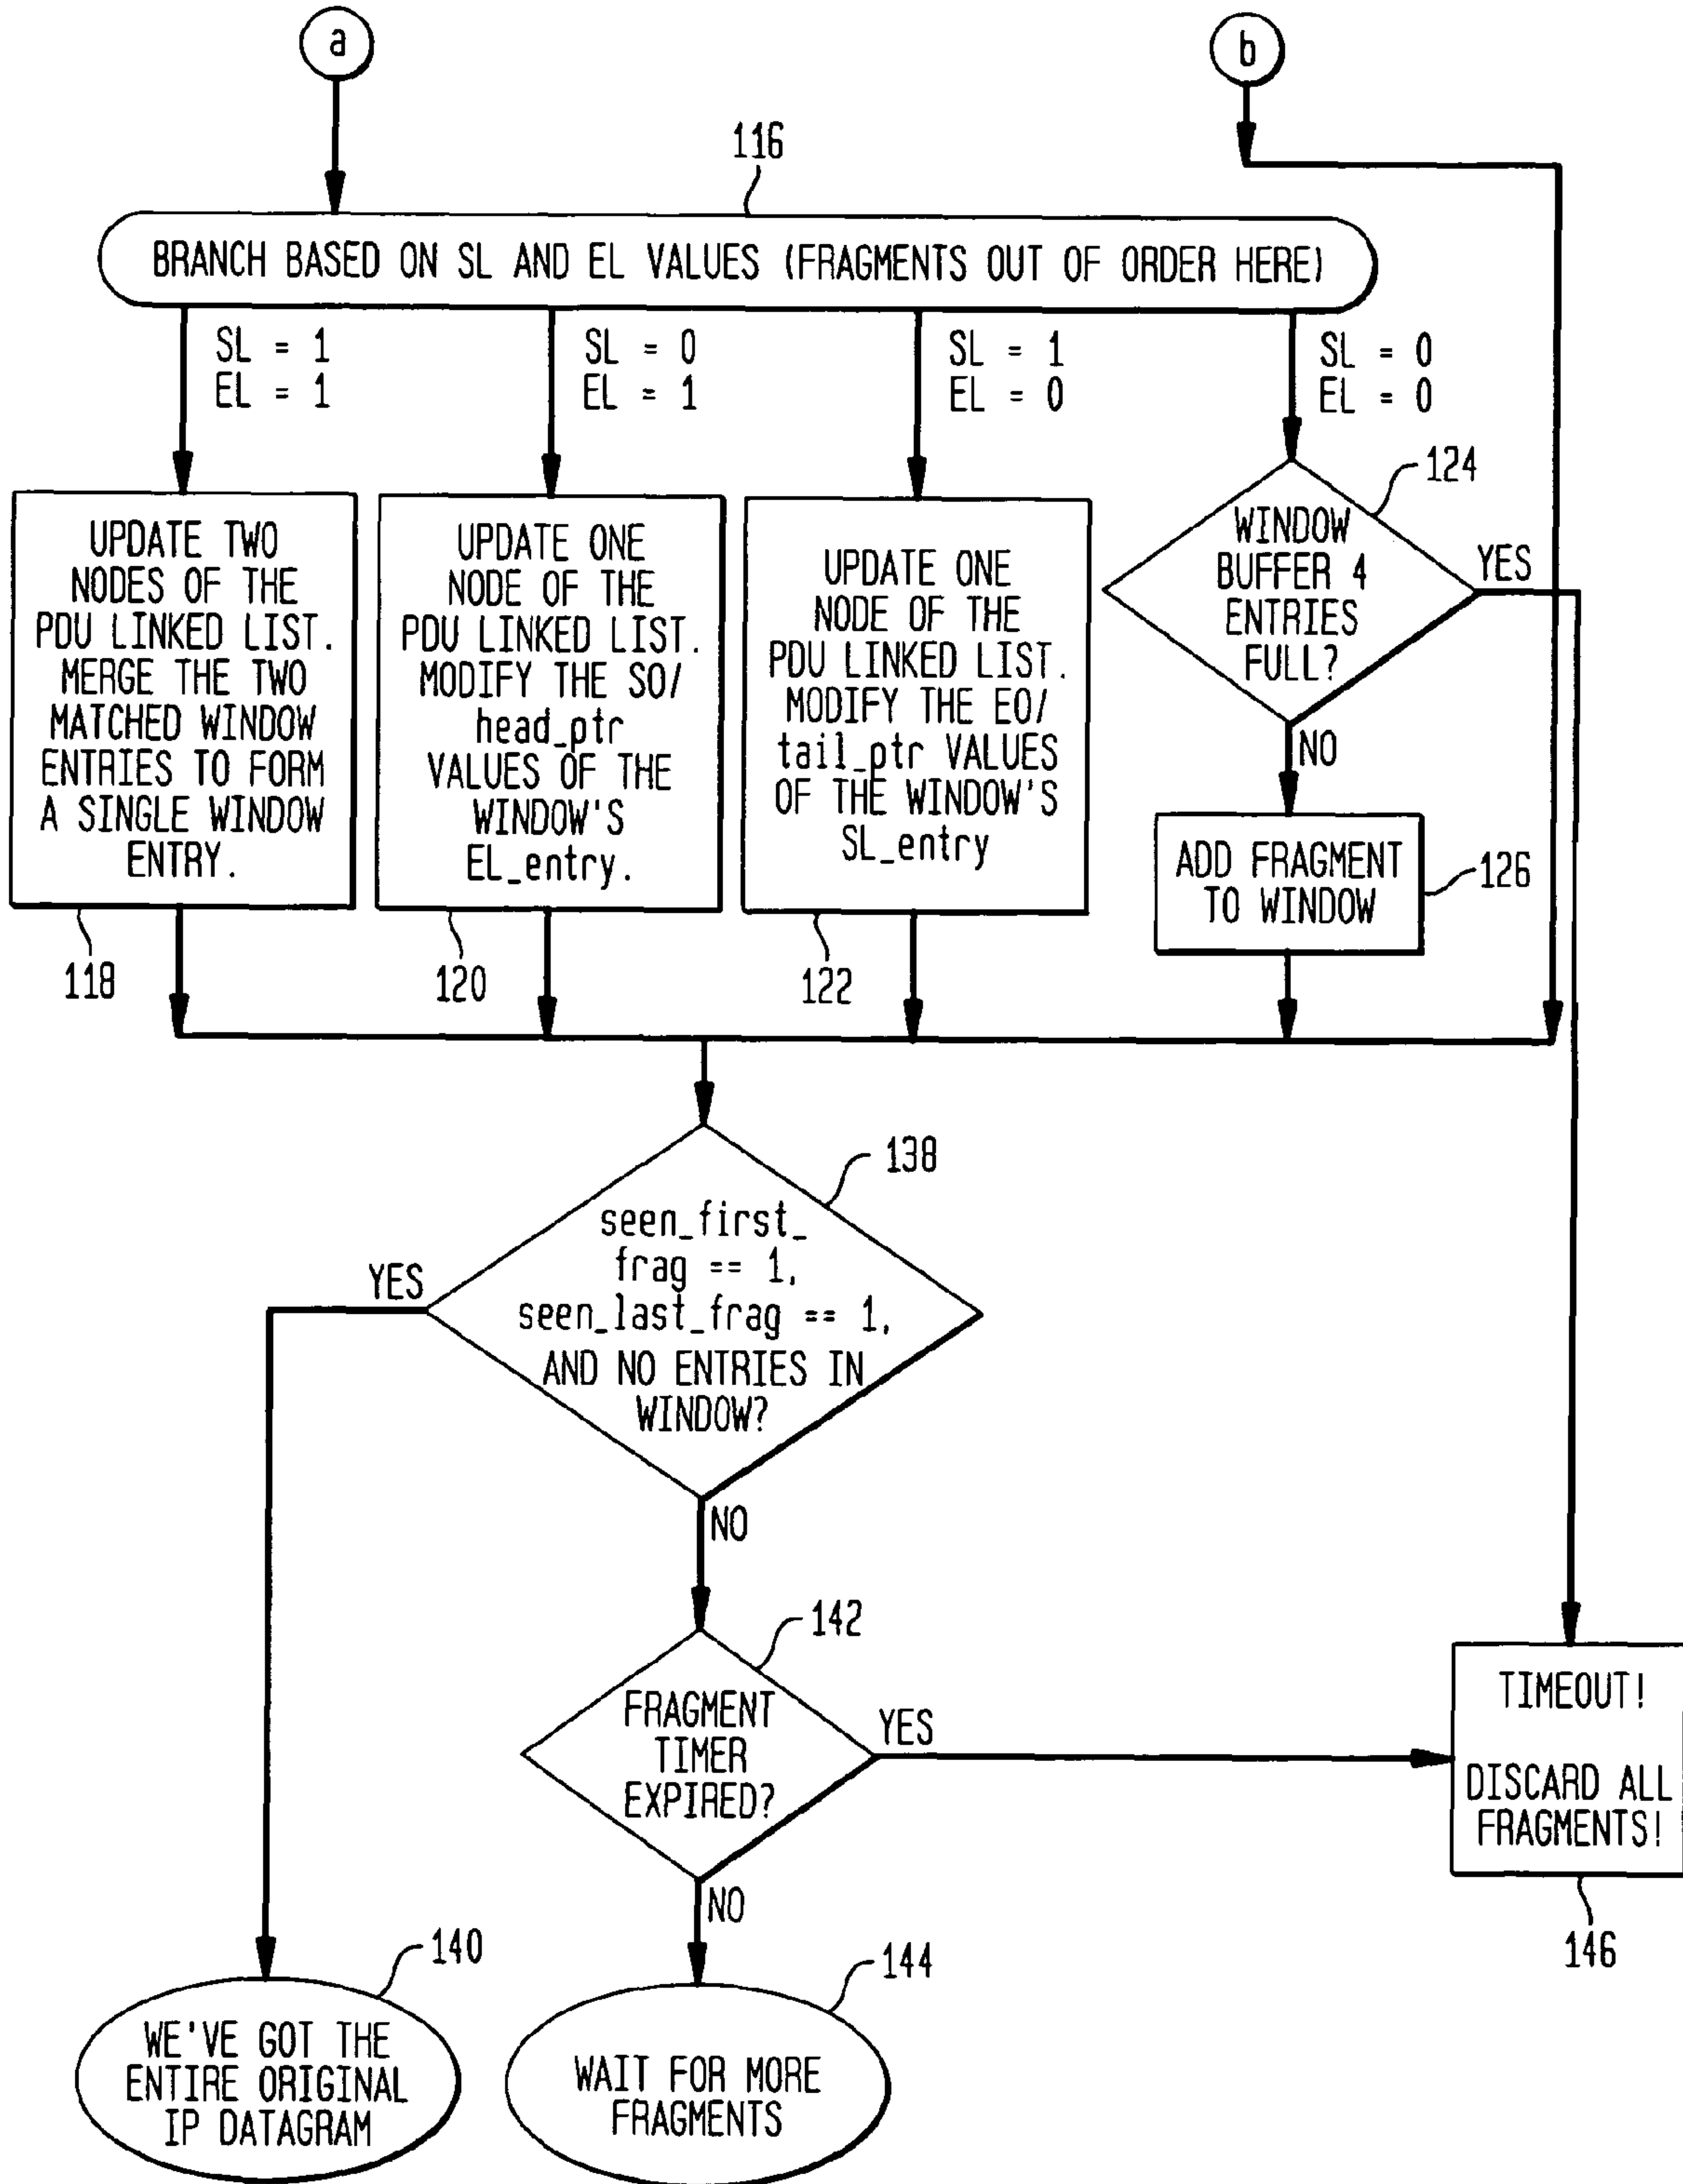 a
b
116
BRANCH BASED ON SL AND EL VALUES (FRAGMENTS OUT OF ORDER HERE)
SL = 1
EL = 1
SL = 0
EL = 1
SL = 1
EL = 0
SL = 0
EL = 0
UPDATE TWO
NODES OF THE
PDU LINKED LIST.
MERGE THE TWO
MATCHED WINDOW
ENTRIES TO FORM
A SINGLE WINDOW
ENTRY.
118
UPDATE ONE
NODE OF THE
PDU LINKED LIST.
MODIFY THE SO/
head_ptr
VALUES OF THE
WINDOW'S
EL_entry.
120
UPDATE ONE
NODE OF THE
PDU LINKED LIST.
MODIFY THE EO/
tail_ptr VALUES
OF THE WINDOW'S
SL_entry
122
124
WINDOW
BUFFER 4
ENTRIES
FULL?
YES
NO
ADD FRAGMENT
TO WINDOW
126
138
seen_first_
frag == 1,
seen_last_frag == 1,
AND NO ENTRIES IN
WINDOW?
YES
NO
142
FRAGMENT
TIMER
EXPIRED?
YES
NO
TIMEOUT!
DISCARD ALL
FRAGMENTS!
146
140
WE'VE GOT THE
ENTIRE ORIGINAL
IP DATAGRAM
144
WAIT FOR MORE
FRAGMENTS